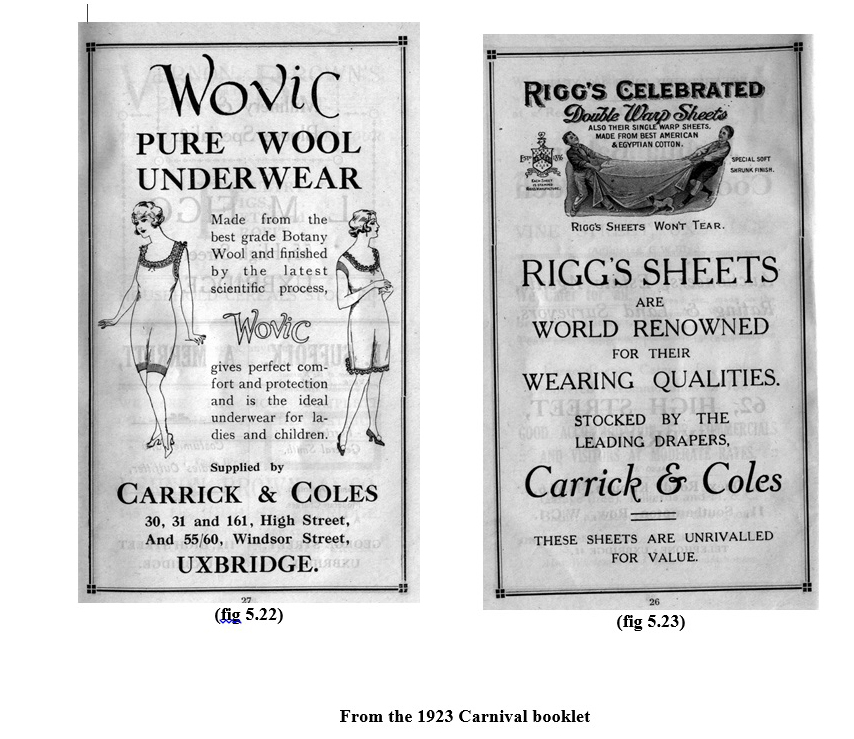 WOVIC
PURE WOOL
UNDERWEAR
Made from the
best grade Botany
Wool and finished
by the latest
scientific process,
WOVIC
gives perfect com-
fort and protection
and is the ideal
underwear for la-
dies and children.
Supplied by
CARRICK & COLES
30, 31 and 161, High Street,
And 55/60, Windsor Street,
UXBRIDGE.
27
(fig 5.22)
RIGG'S CELEBRATED
Double Warp Sheets
ALSO THEIR SINGLE WARP SHEETS.
MADE FROM BEST AMERICAN
& EGYPTIAN COTTON.
EACH SHEET
IS STAMPED
SPECIAL SOFT
SHRUNK FINISH.
RIGG'S SHEETS WON'T TEAR.
RIGG'S SHEETS
ARE
WORLD RENOWNED
FOR THEIR
WEARING QUALITIES.
STOCKED BY THE
LEADING DRAPERS,
Carrick & Coles
THESE SHEETS ARE UNRIVALLED
FOR VALUE.
26
(fig 5.23)
From the 1923 Carnival booklet